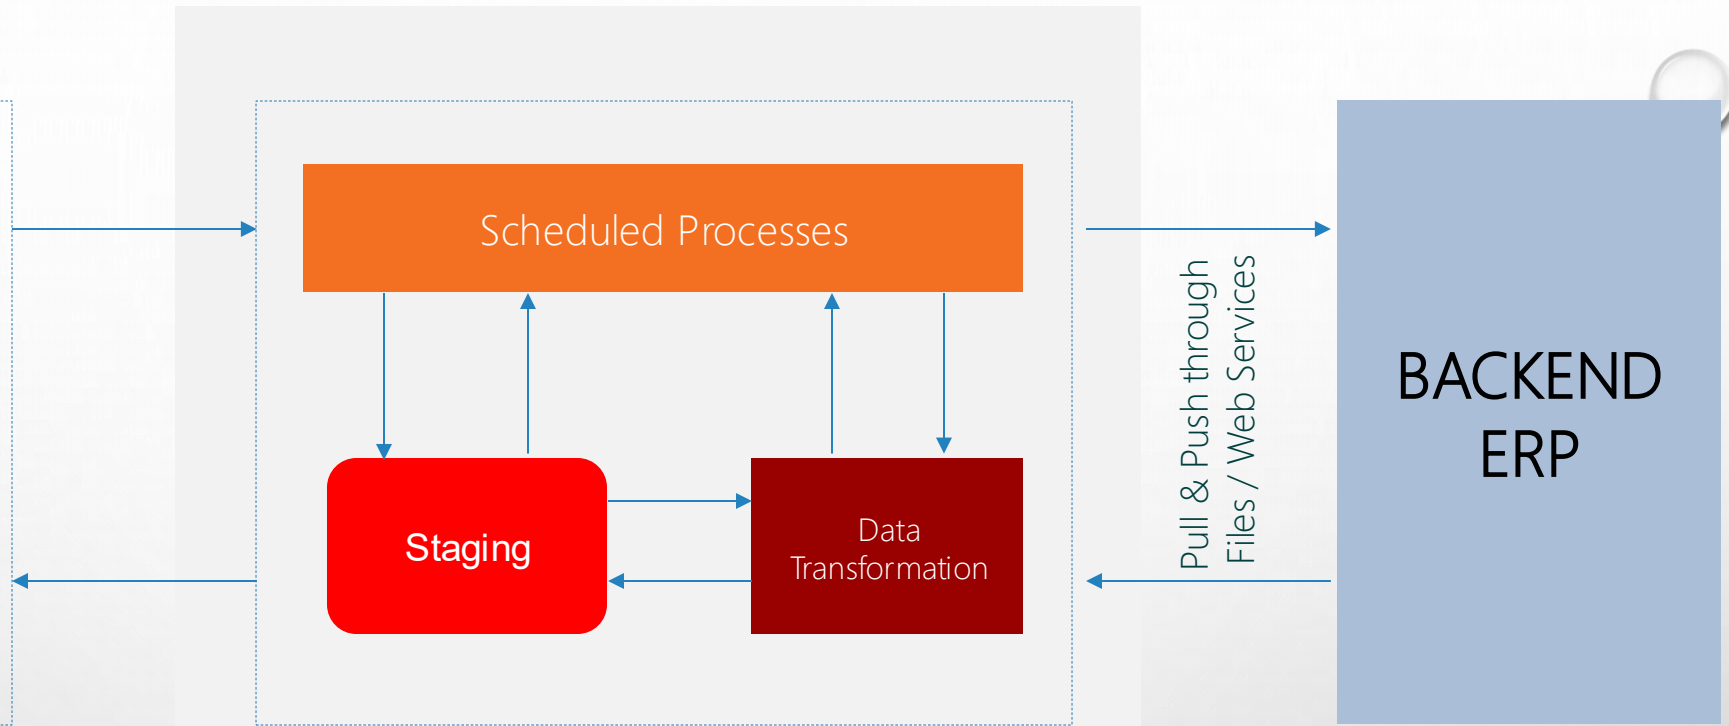 Scheduled Processes
Staging
Data
Transformation
Pull & Push through
Files / Web Services
BACKEND
ERP